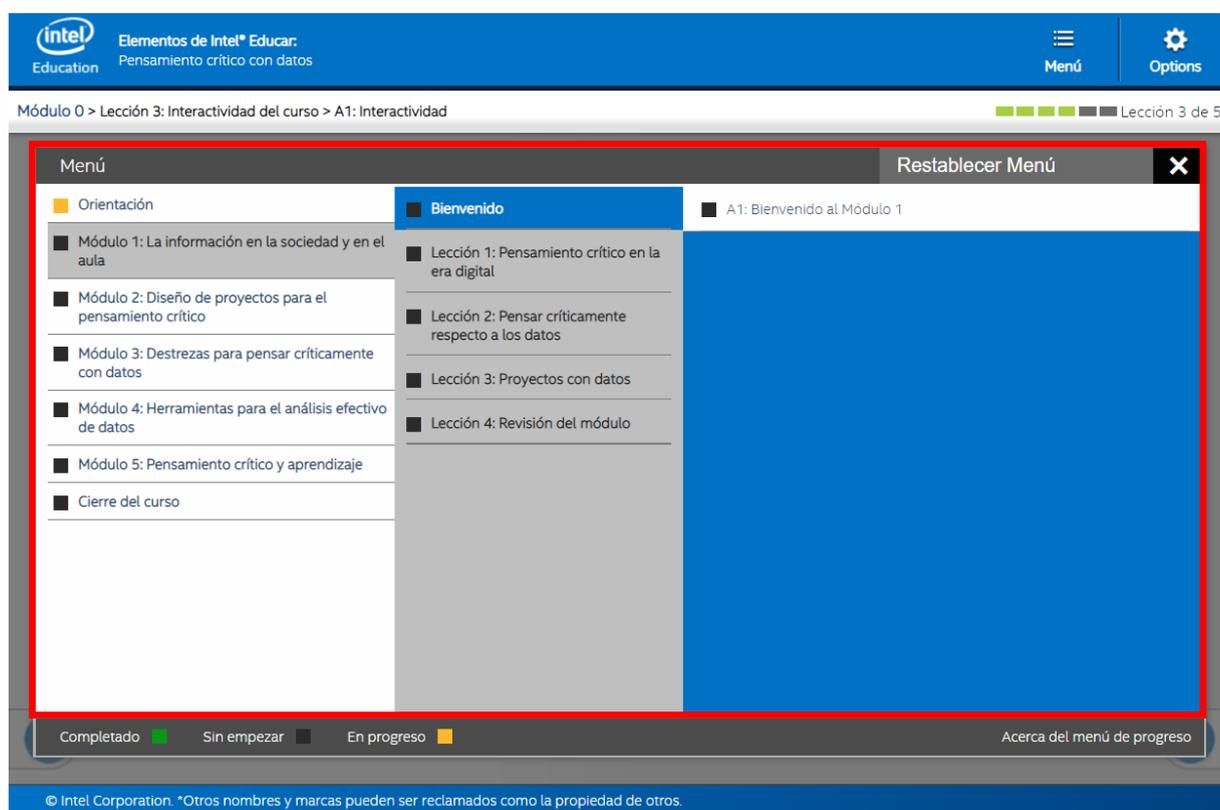 intel
Education
Elementos de Intel® Educar:
Pensamiento crítico con datos
Menú
Options
Módulo 0 > Lección 3: Interactividad del curso > A1: Interactividad
Lección 3 de 5
Menú
Restablecer Menú
Orientación
Módulo 1: La información en la sociedad y en el
aula
Módulo 2: Diseño de proyectos para el
pensamiento crítico
Módulo 3: Destrezas para pensar críticamente
con datos
Módulo 4: Herramientas para el análisis efectivo
de datos
Módulo 5: Pensamiento crítico y aprendizaje
Cierre del curso
Bienvenido
Lección 1: Pensamiento crítico en la
era digital
Lección 2: Pensar críticamente
respecto a los datos
Lección 3: Proyectos con datos
Lección 4: Revisión del módulo
A1: Bienvenido al Módulo 1
Completado
Sin empezar
En progreso
Acerca del menú de progreso
© Intel Corporation. *Otros nombres y marcas pueden ser reclamados como la propiedad de otros.